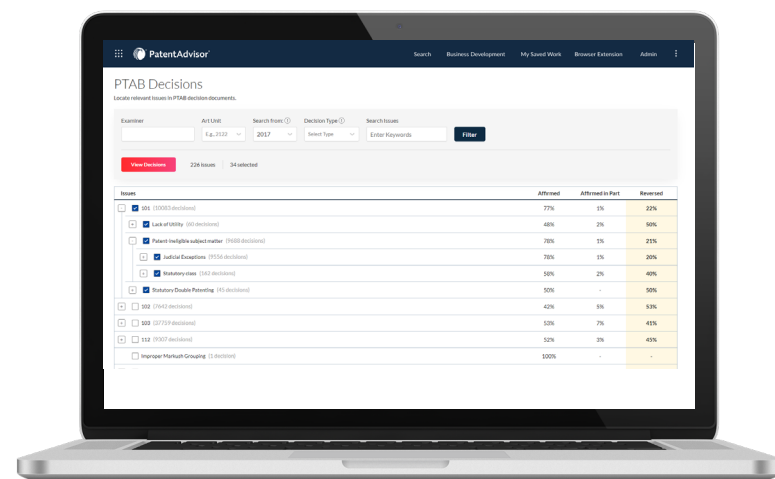 PatentAdvisor
Search Business Development My Saved Work Browser Extension Admin
PTAB Decisions
Locate relevant issues in PTAB decision documents.
Examiner Art Unit Search from: Decision Type Search Issues
E.g., 2122 2017 Select Type Enter Keywords Filter
View Decisions 226 Issues 34 selected
Issues Affirmed Affirmed in Part Reversed
101 (10083 decisions) 77% 1% 22%
Lack of Utility (60 decisions) 48% 2% 50%
Patent-ineligible subject matter (9688 decisions) 78% 1% 21%
Judicial Exceptions (9556 decisions) 78% 1% 20%
Statutory class (162 decisions) 58% 2% 40%
Statutory Double Patenting (45 decisions) 50% - 50%
102 (7642 decisions) 42% 5% 53%
103 (37759 decisions) 53% 7% 41%
112 (9307 decisions) 52% 3% 45%
Improper Markush Grouping (1 decision) 100% - -